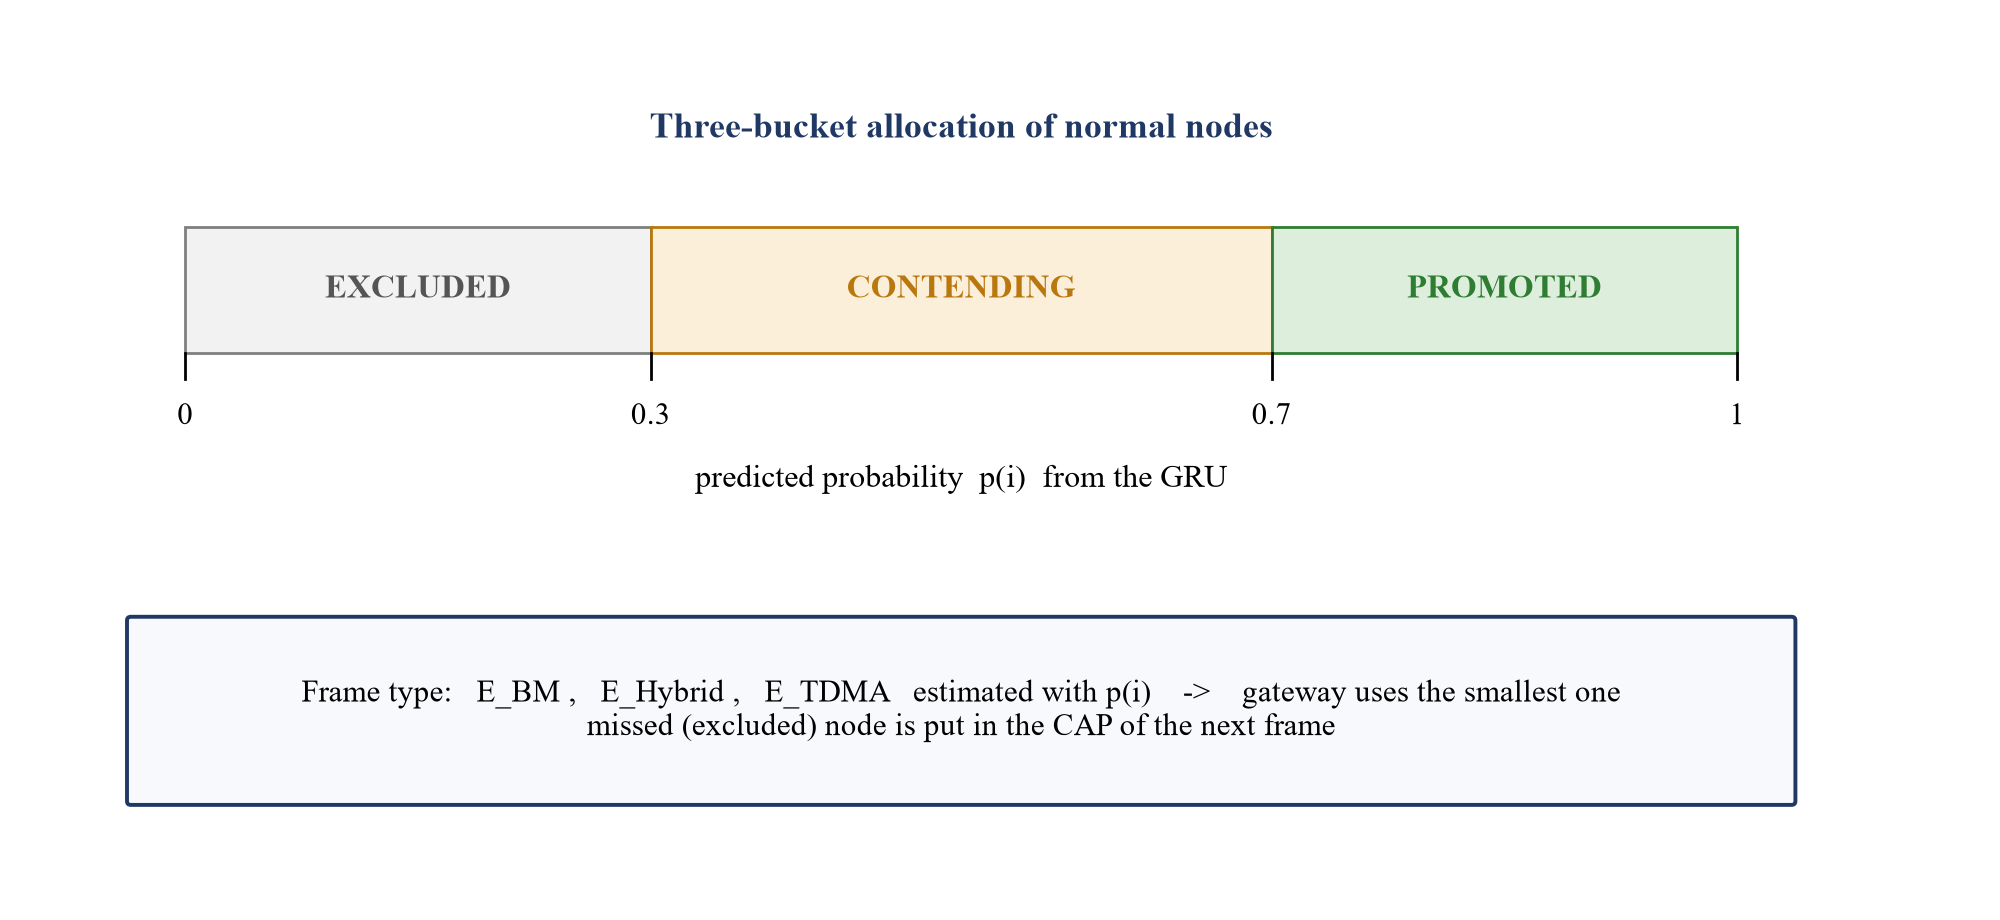 Three-bucket allocation of normal nodes
EXCLUDED CONTENDING PROMOTED
0 0.3 0.7 1
predicted probability p(i) from the GRU
Frame type: E_BM , E_Hybrid , E_TDMA estimated with p(i) -> gateway uses the smallest one
missed (excluded) node is put in the CAP of the next frame